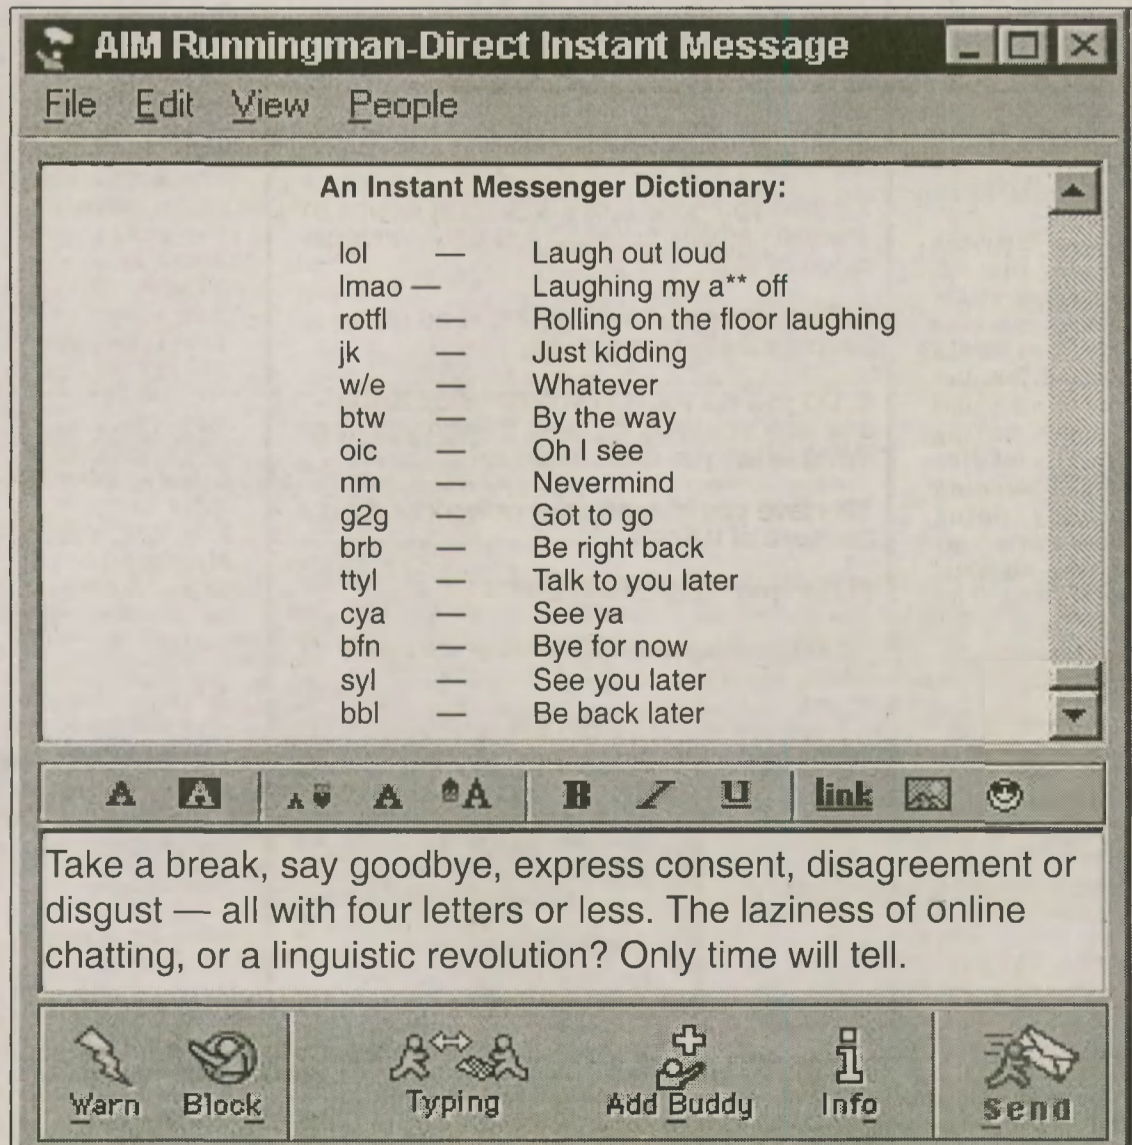 AIM Runningman-Direct Instant Message
File Edit View People
An Instant Messenger Dictionary:
lol — Laugh out loud
lmao — Laughing my a** off
rotfl — Rolling on the floor laughing
jk — Just kidding
w/e — Whatever
btw — By the way
oic — Oh I see
nm — Nevermind
g2g — Got to go
brb — Be right back
ttyl — Talk to you later
cya — See ya
bfn — Bye for now
syl — See you later
bbl — Be back later
A A A A A B I U link
Take a break, say goodbye, express consent, disagreement or
disgust — all with four letters or less. The laziness of online
chatting, or a linguistic revolution? Only time will tell.
Warn Block Typing Add Buddy Info Send